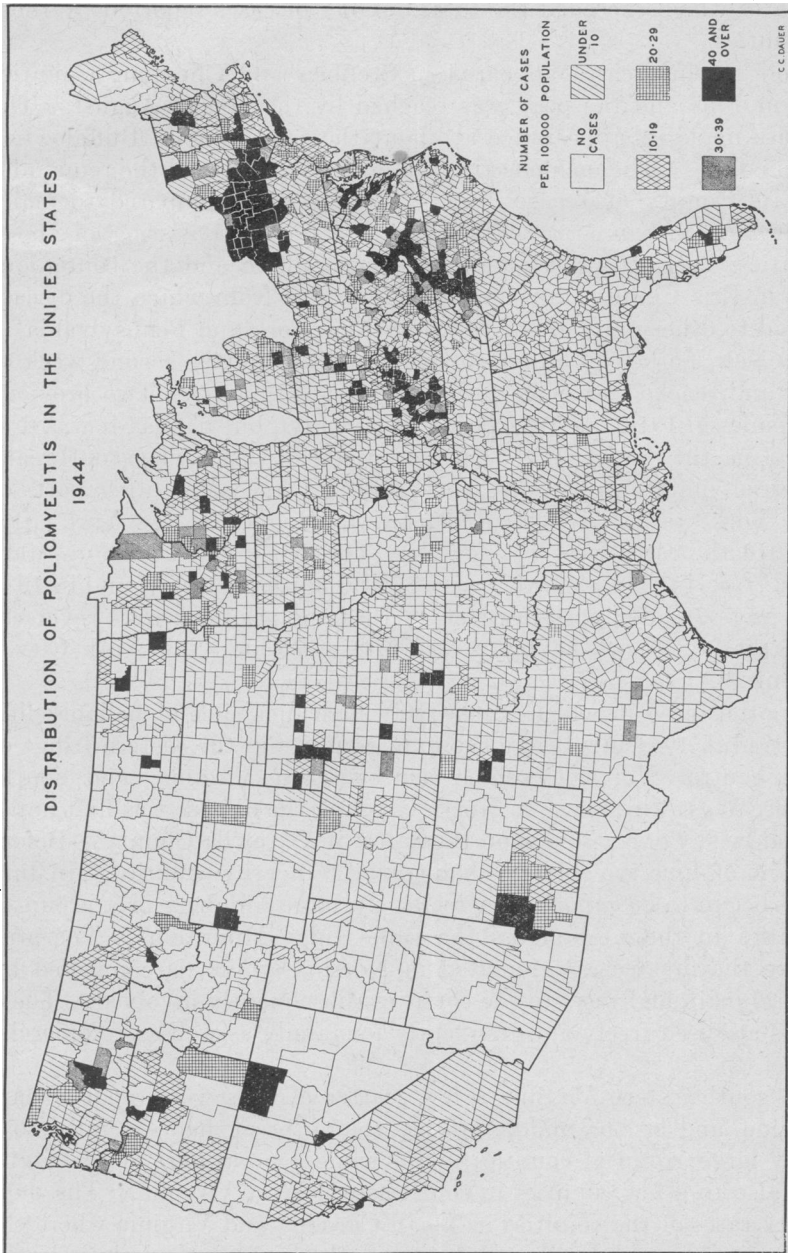 DISTRIBUTION OF POLIOMYELITIS IN THE UNITED STATES
1944
NUMBER OF CASES
PER 100000 POPULATION
NO CASES
UNDER 10
10-19
20-29
30-39
40 AND OVER
C C. DAUER